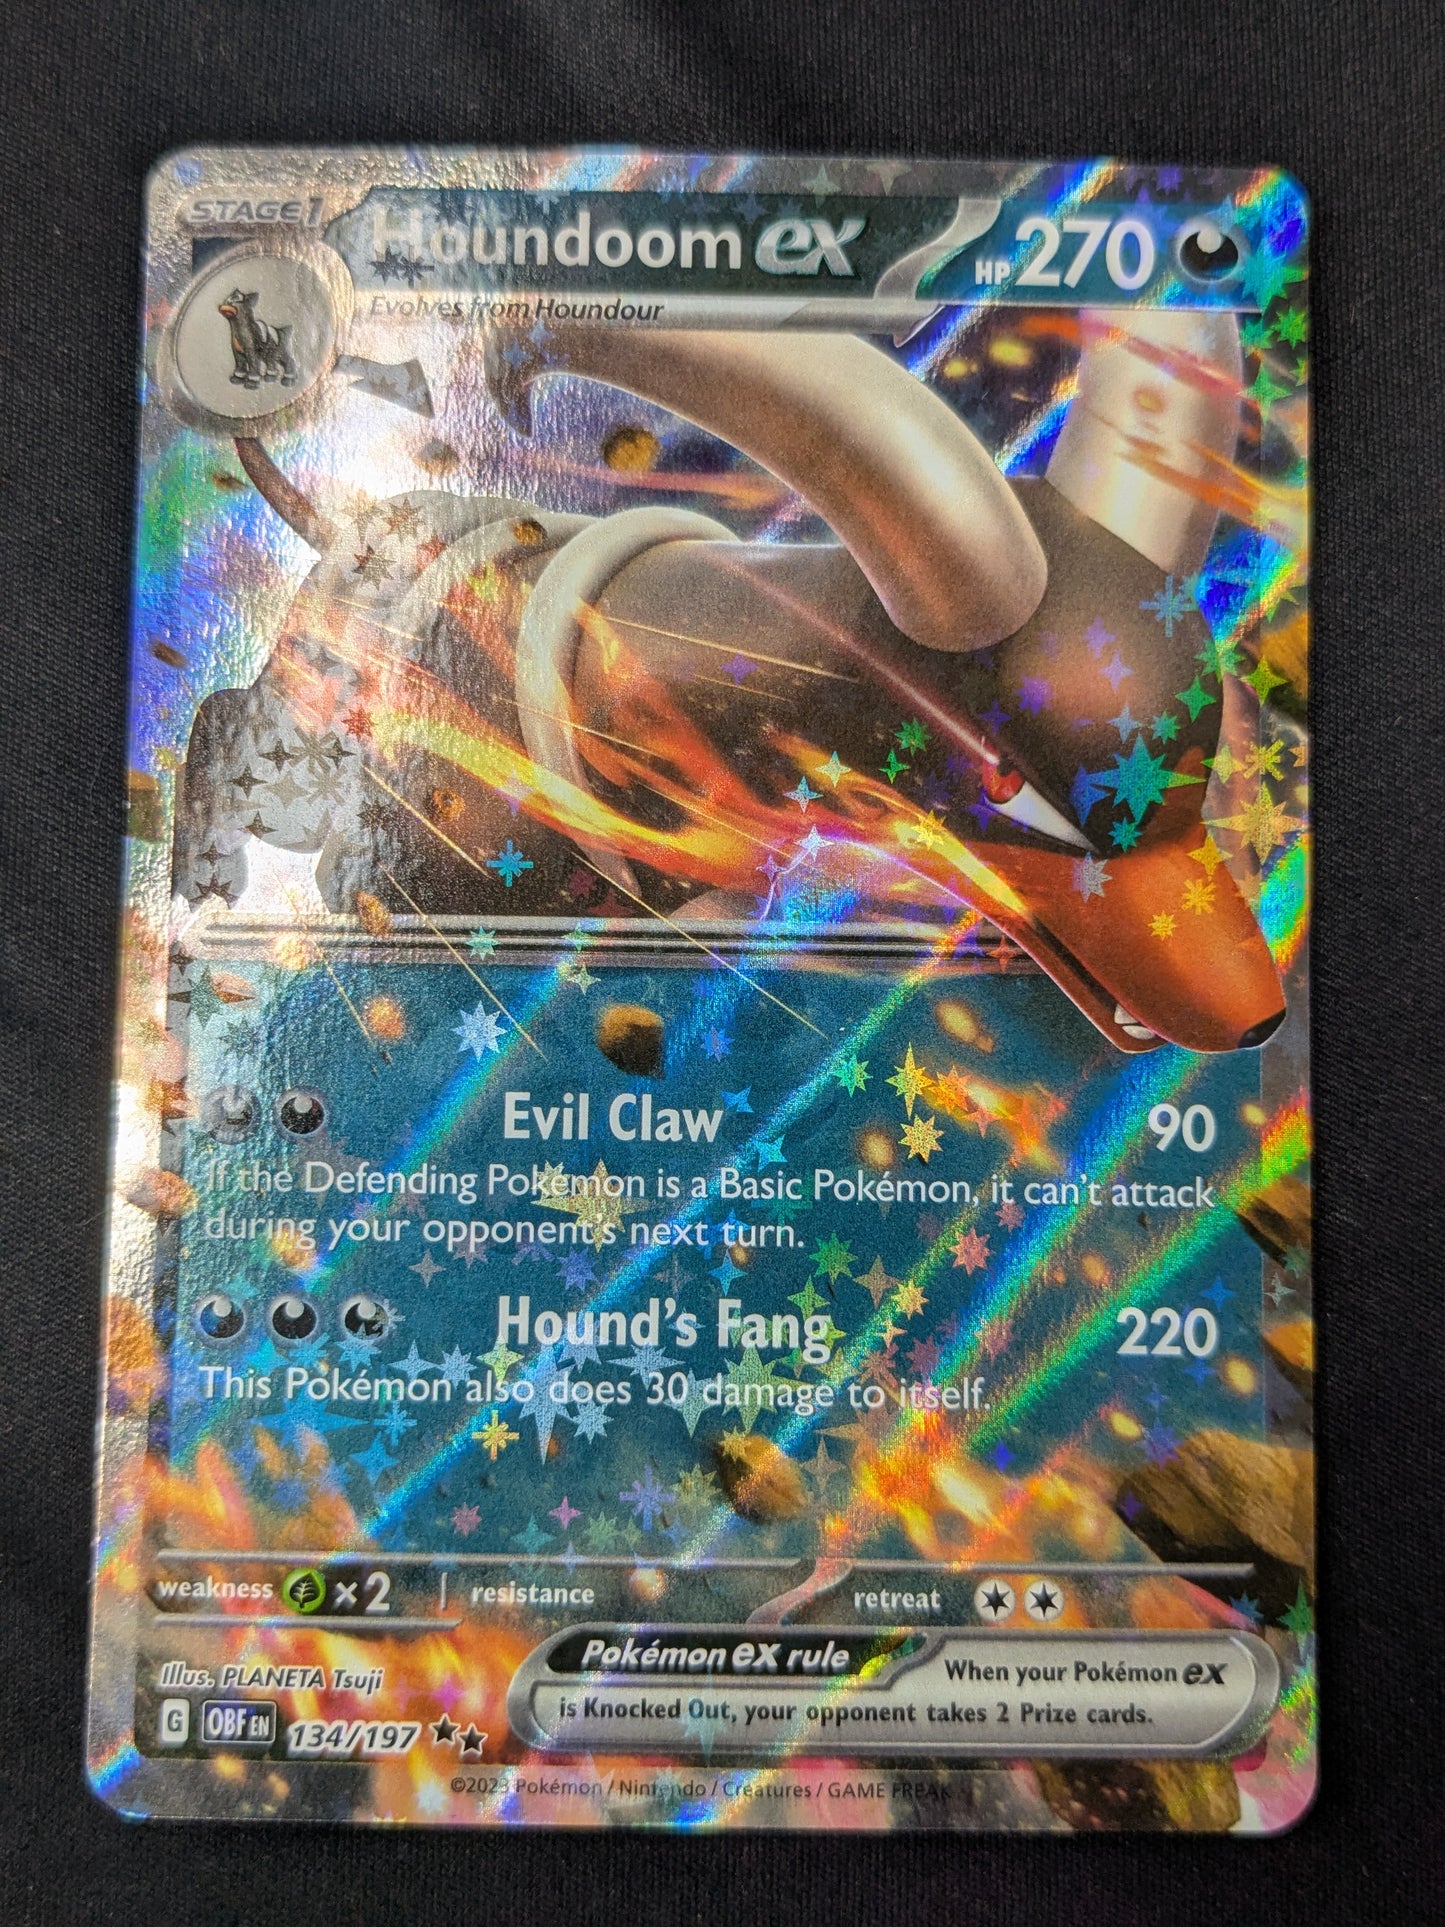 STAGE 1
Houndoom ex
HP 270
Evolves from Houndour
Evil Claw 90
If the Defending Pokémon is a Basic Pokémon, it can't attack
during your opponent's next turn.
Hound's Fang 220
This Pokémon also does 30 damage to itself.
weakness ×2 | resistance retreat
Illus. PLANETA Tsuji
G OBF EN 134/197 ★★
Pokémon ex rule When your Pokémon ex
is Knocked Out, your opponent takes 2 Prize cards.
©2023 Pokémon / Nintendo / Creatures / GAME FREAK